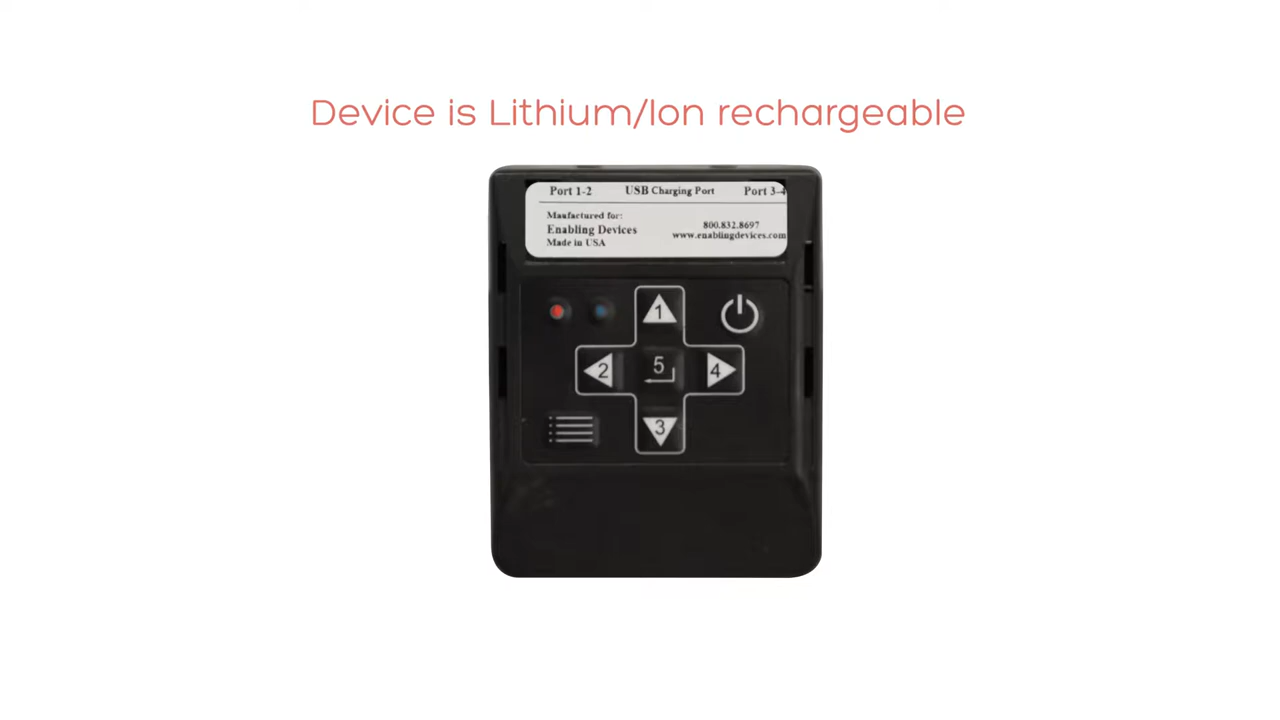 Device is Lithium/Ion rechargeable
Port 1-2 USB Charging Port Port 3-4
Maufactured for:
Enabling Devices
Made in USA
800.832.8697
www.enablingdevices.com
1
2 5 4
3